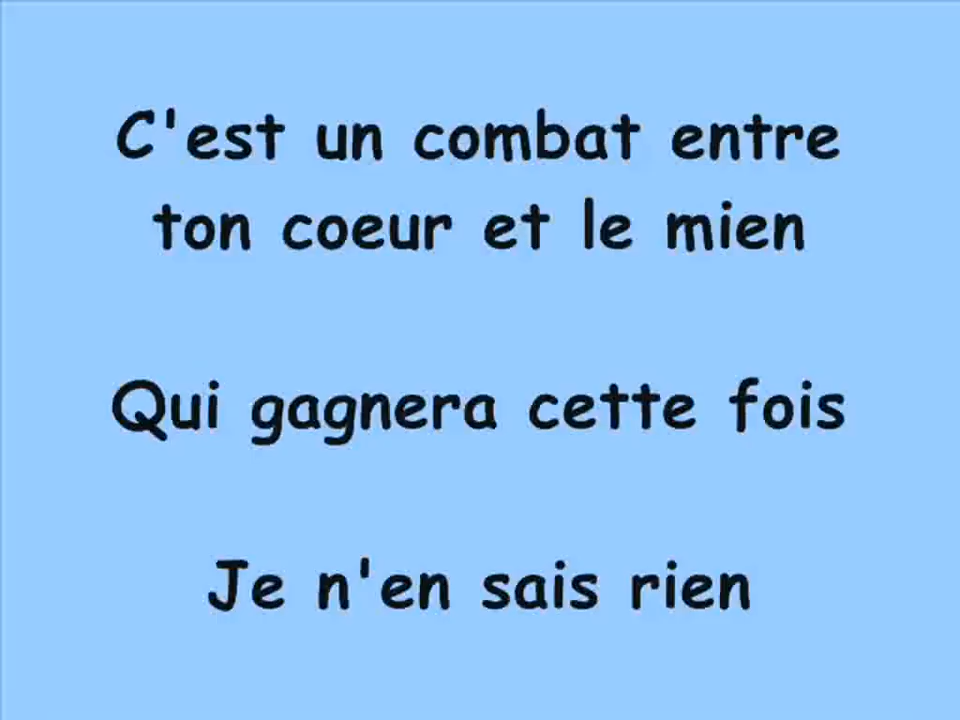 C'est un combat entre
ton coeur et le mien
Qui gagnera cette fois
Je n'en sais rien